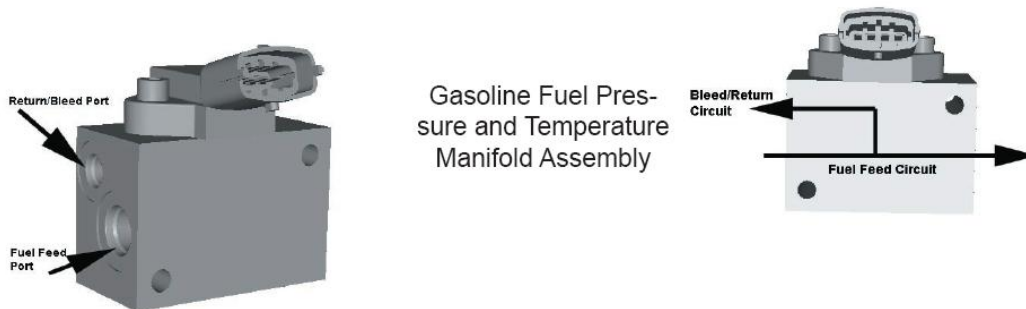 Return/Bleed Port
Fuel Feed
Port
Gasoline Fuel Pres-
sure and Temperature
Manifold Assembly
Bleed/Return
Circuit
Fuel Feed Circuit